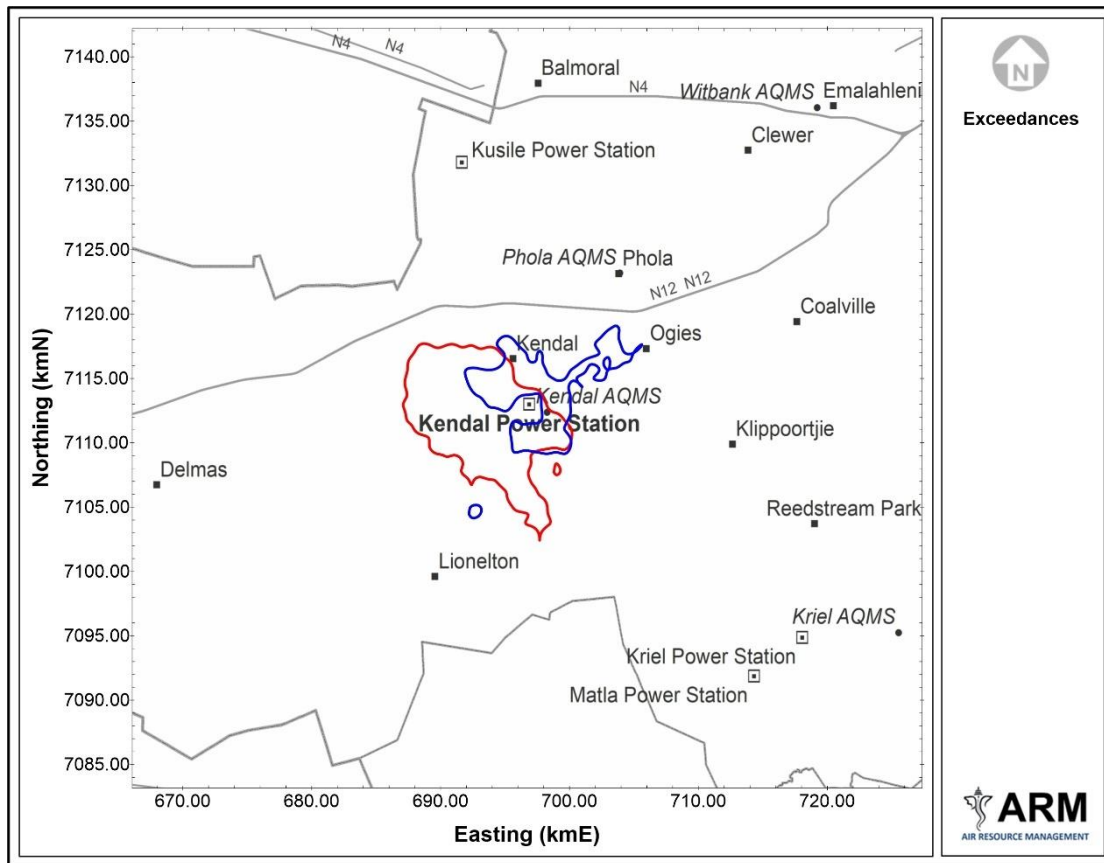 7140.00
7135.00
7130.00
7125.00
7120.00
7115.00
7110.00
7105.00
7100.00
7095.00
7090.00
7085.00
Northing (kmN)
N4
N4
Balmoral
N4
Witbank AQMS
Emalahleni
Clewer
Kusile Power Station
Phola AQMS
Phola
N12 N12
Coalville
Kendal
Ogies
Kendal AQMS
Kendal Power Station
Klippoortjie
Delmas
Reedstream Park
Lionelton
Kriel AQMS
Kriel Power Station
Matla Power Station
670.00 680.00 690.00 700.00 710.00 720.00
Easting (kmE)
N
Exceedances
ARM
AIR RESOURCE MANAGEMENT